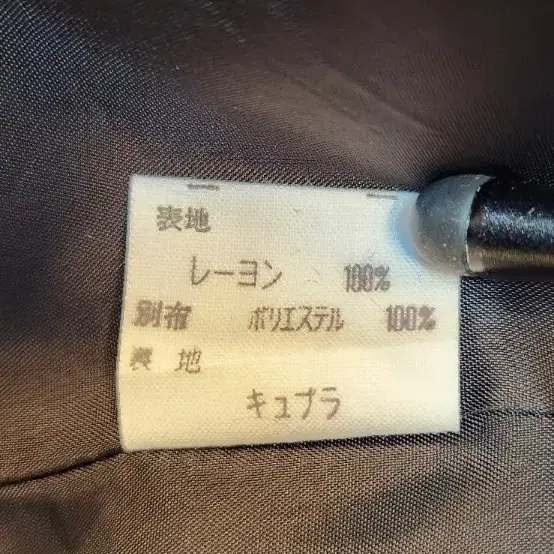 表地
レーヨン 100%
別布 ポリエステル 100%
裏地
キュプラ